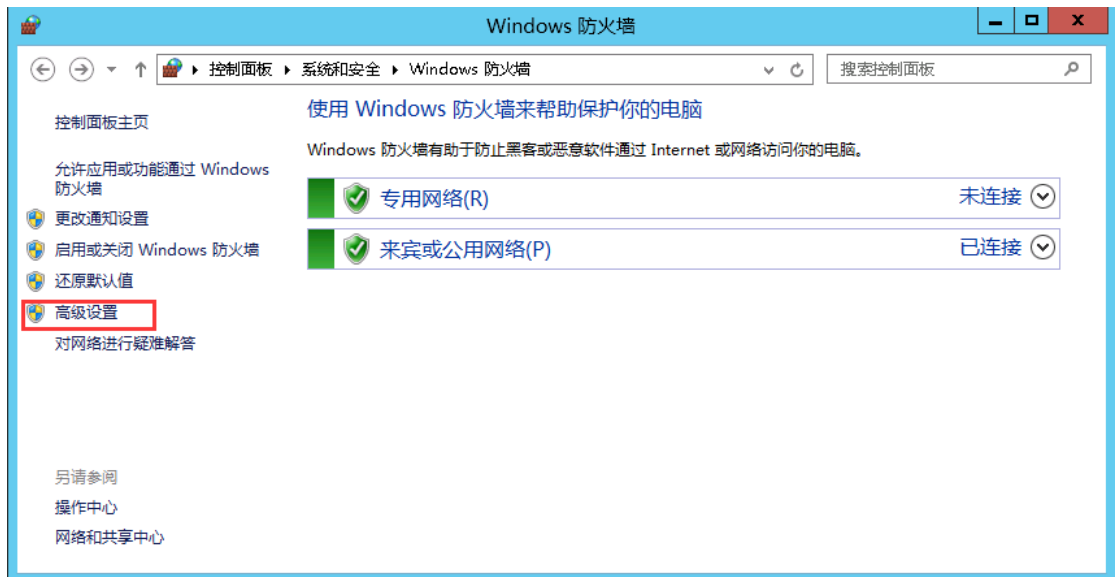 Windows 防火墙
控制面板 系统和安全 Windows 防火墙
搜索控制面板
控制面板主页
允许应用或功能通过 Windows
防火墙
更改通知设置
启用或关闭 Windows 防火墙
还原默认值
高级设置
对网络进行疑难解答
另请参阅
操作中心
网络和共享中心
使用 Windows 防火墙来帮助保护你的电脑
Windows 防火墙有助于防止黑客或恶意软件通过 Internet 或网络访问你的电脑。
专用网络(R) 未连接
来宾或公用网络(P) 已连接